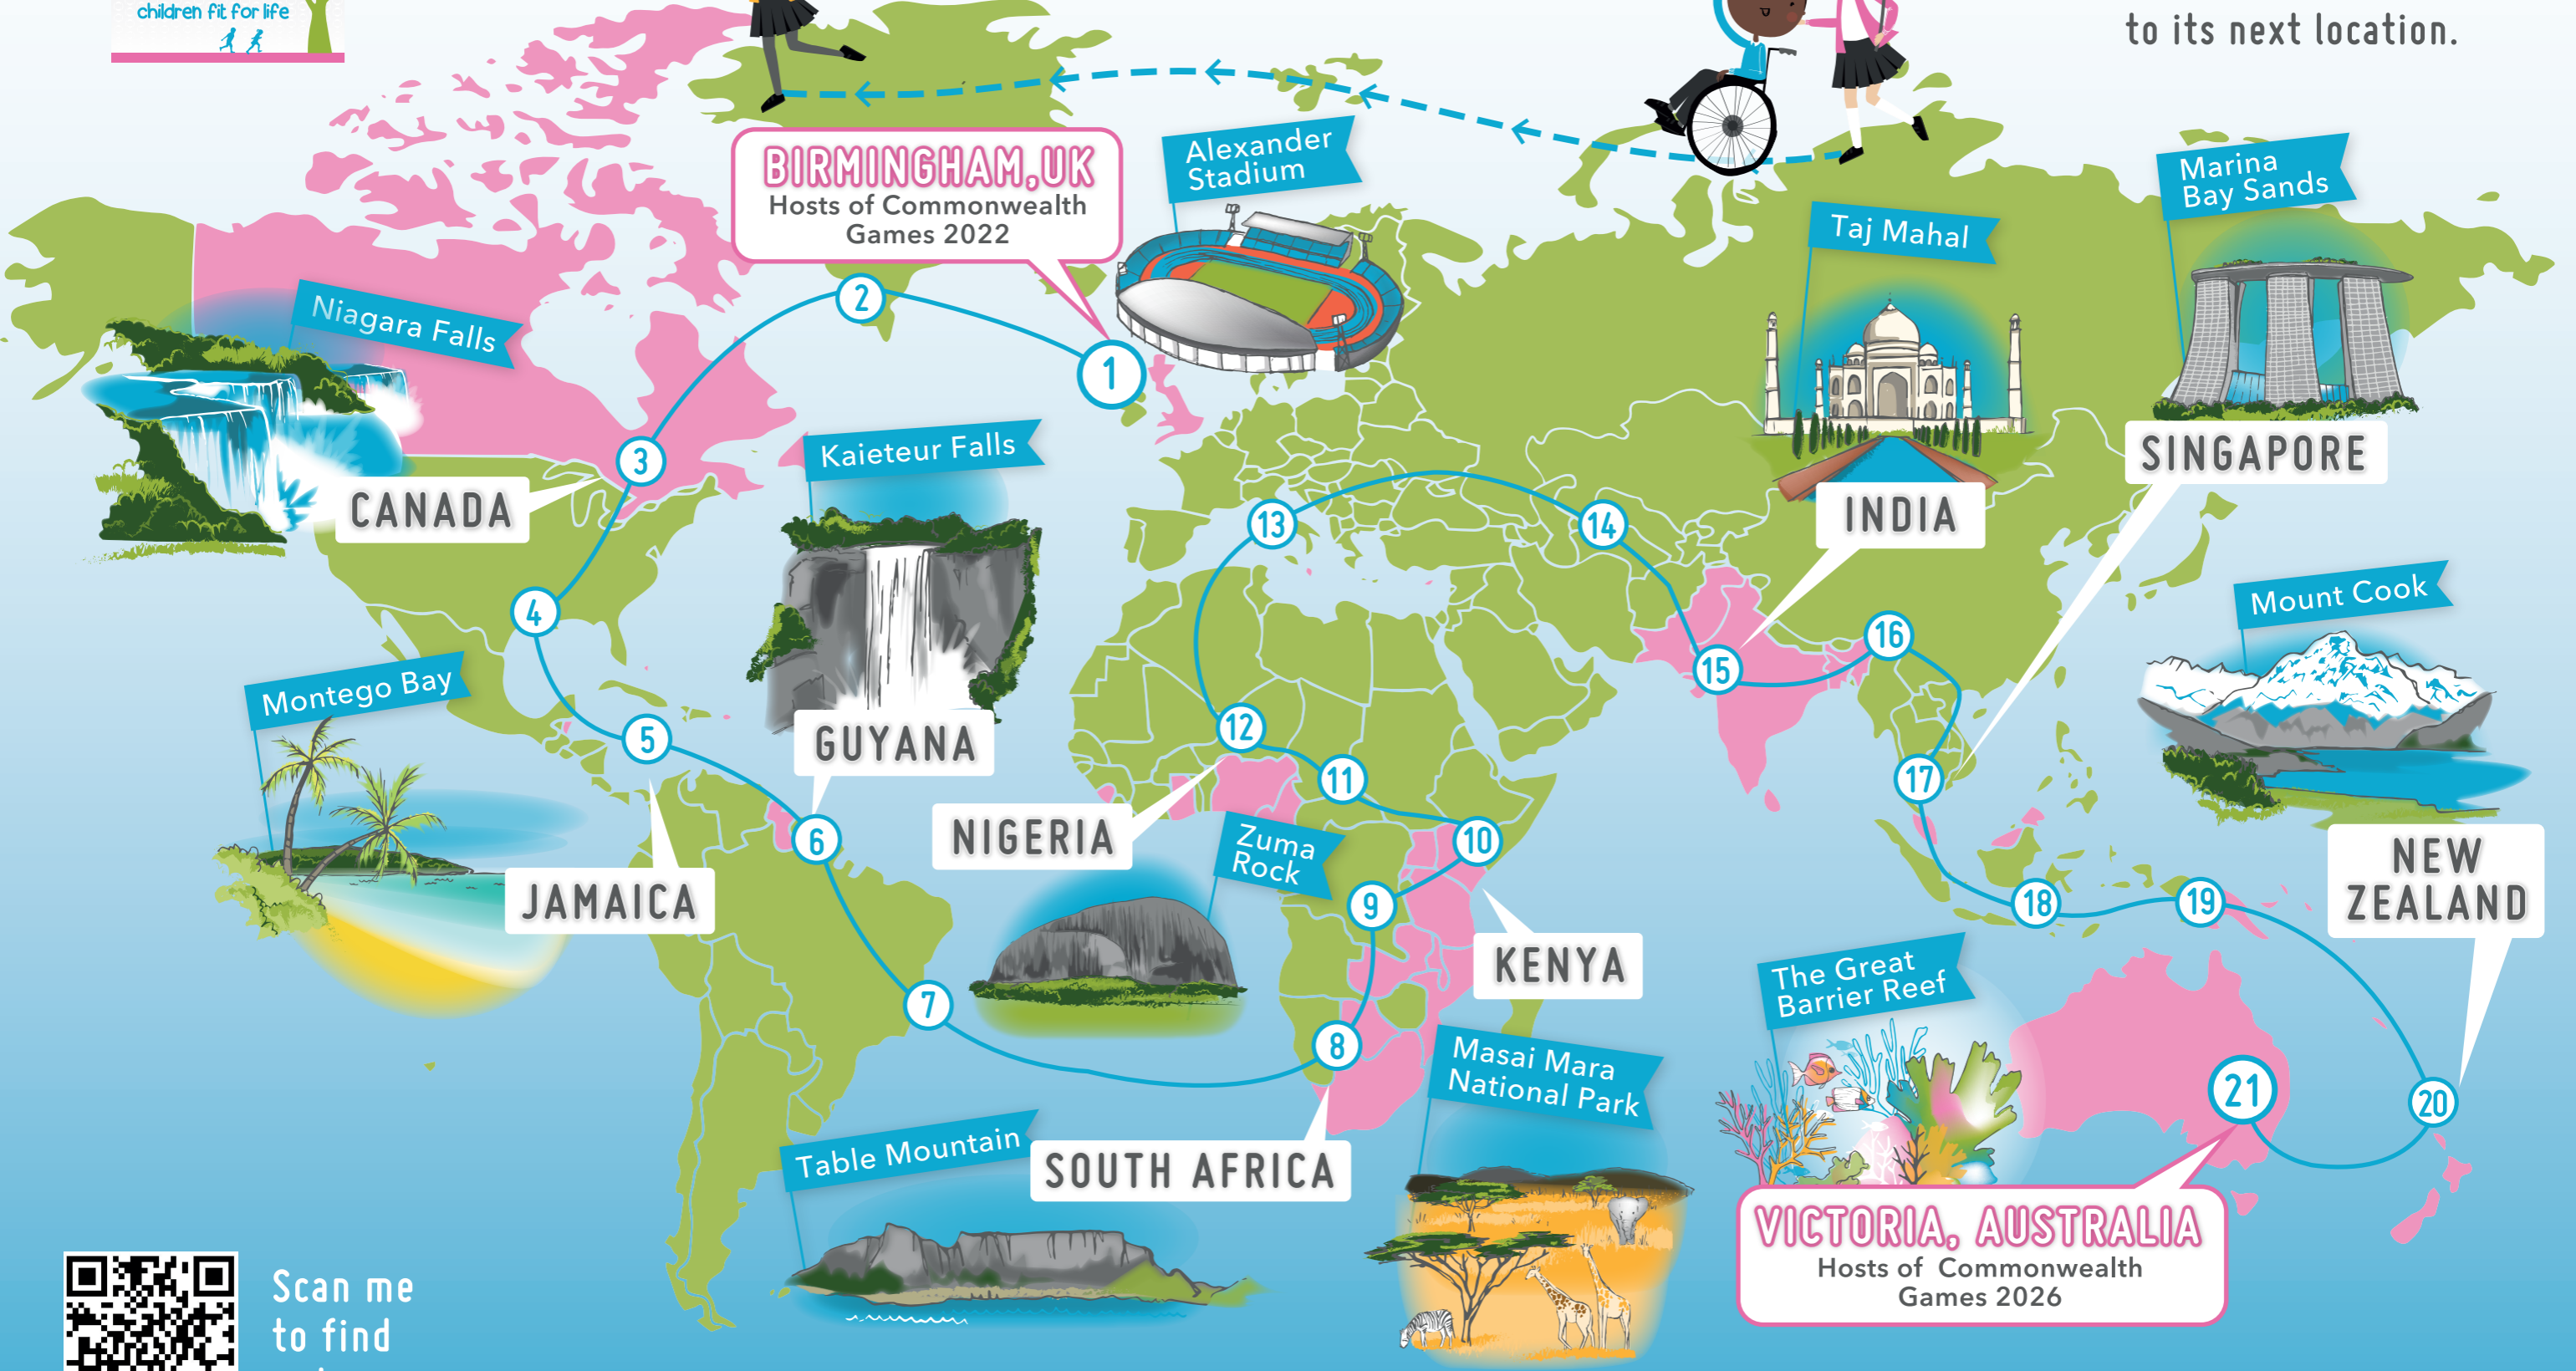 children fit for life
to its next location.
BIRMINGHAM,UK
Hosts of Commonwealth
Games 2022
Alexander
Stadium
Marina
Bay Sands
Taj Mahal
Niagara Falls
2
1
3
CANADA
Kaieteur Falls
SINGAPORE
INDIA
13
14
4
Mount Cook
16
15
Montego Bay
5
GUYANA
12
11
17
6
NIGERIA
Zuma
Rock
10
NEW
ZEALAND
JAMAICA
9
18
19
KENYA
The Great
Barrier Reef
7
8
Masai Mara
National Park
21
20
Table Mountain
SOUTH AFRICA
VICTORIA, AUSTRALIA
Hosts of Commonwealth
Games 2026
Scan me
to find